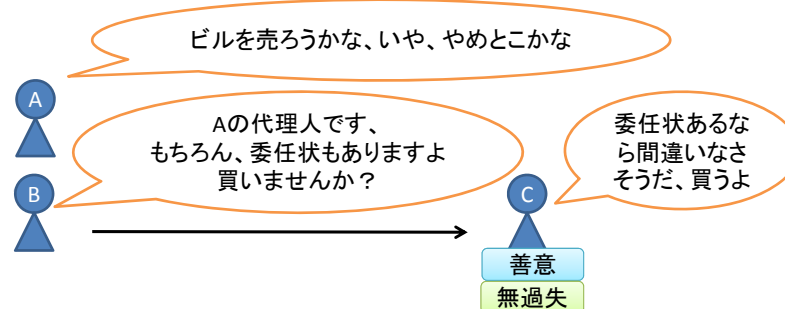 ビルを売ろうかな、いや、やめとこかな
A
Aの代理人です、
もちろん、委任状もありますよ
買いませんか？
委任状あるな
ら間違いなさ
そうだ、買うよ
B
C
善意
無過失